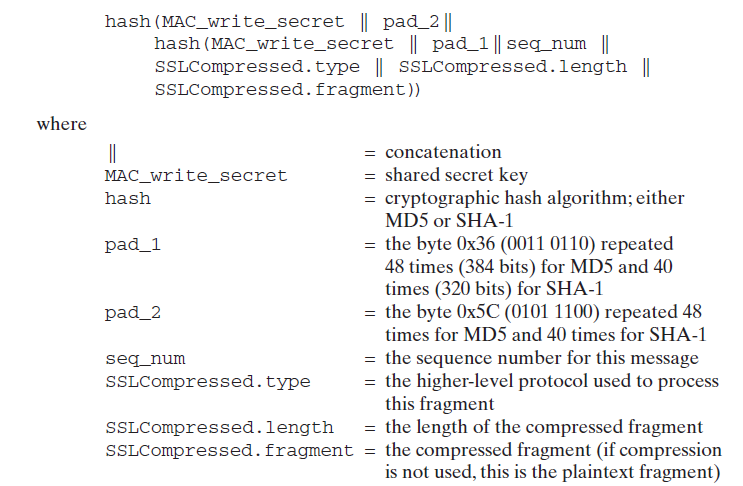 hash(MAC_write_secret ‖ pad_2‖
hash(MAC_write_secret ‖ pad_1‖seq_num ‖
SSLCompressed.type ‖ SSLCompressed.length ‖
SSLCompressed.fragment))
where
‖ = concatenation
MAC_write_secret = shared secret key
hash = cryptographic hash algorithm; either
MD5 or SHA-1
pad_1 = the byte 0x36 (0011 0110) repeated
48 times (384 bits) for MD5 and 40
times (320 bits) for SHA-1
pad_2 = the byte 0x5C (0101 1100) repeated 48
times for MD5 and 40 times for SHA-1
seq_num = the sequence number for this message
SSLCompressed.type = the higher-level protocol used to process
this fragment
SSLCompressed.length = the length of the compressed fragment
SSLCompressed.fragment = the compressed fragment (if compression
is not used, this is the plaintext fragment)